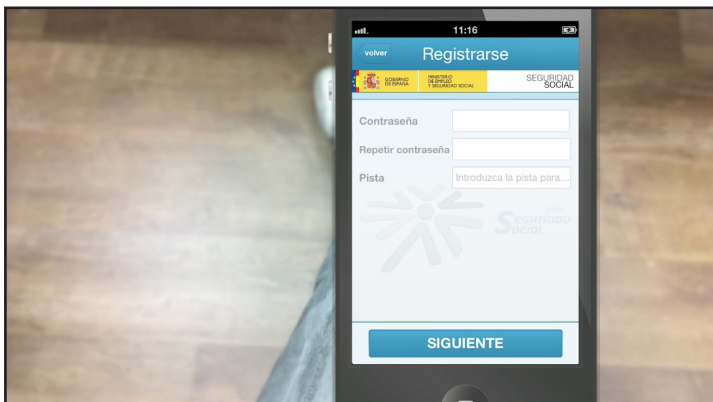 11:16
volver
Registrarse
GOBIERNO
DE ESPAÑA
MINISTERIO
DE EMPLEO
Y SEGURIDAD SOCIAL
SEGURIDAD
SOCIAL
Contraseña
Repetir contraseña
Pista
Introduzca la pista para...
Seguridad
Social
SIGUIENTE